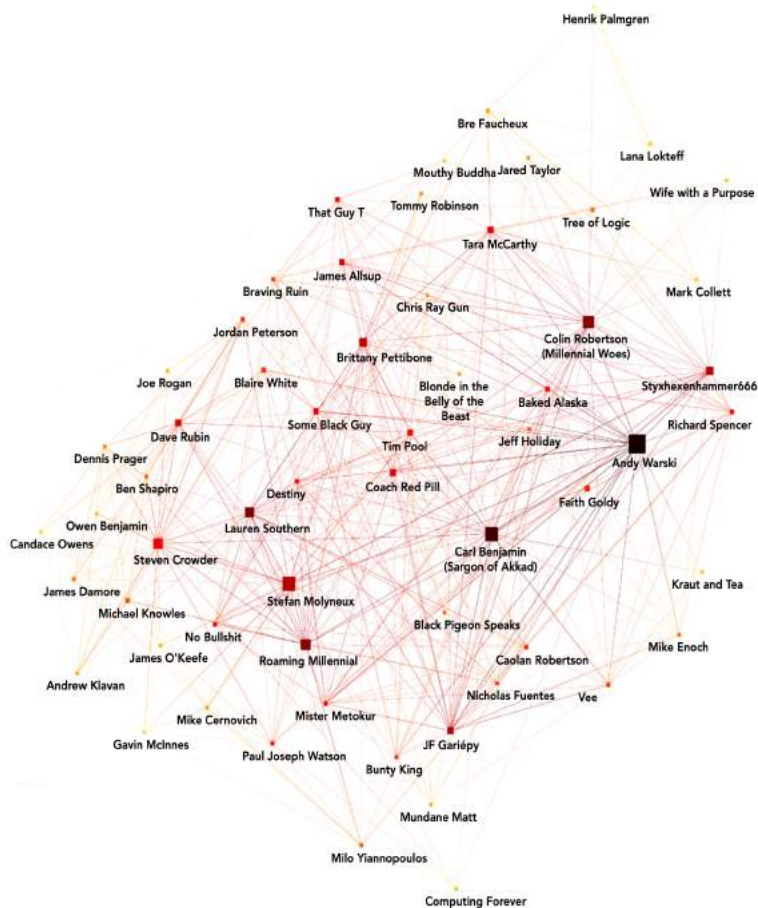 Henrik Palmgren
Bre Faucheux
Lana Lokteff
Mouthy Buddha
Jared Taylor
Wife with a Purpose
That Guy T
Tommy Robinson
Tree of Logic
Tara McCarthy
James Allsup
Braving Ruin
Mark Collett
Chris Ray Gun
Jordan Peterson
Colin Robertson
(Millennial Woes)
Brittany Pettibone
Joe Rogan
Blaire White
Blonde in the
Belly of the
Beast
Styxhexenhammer666
Baked Alaska
Some Black Guy
Richard Spencer
Dave Rubin
Tim Pool
Jeff Holiday
Dennis Prager
Andy Warski
Coach Red Pill
Ben Shapiro
Destiny
Faith Goldy
Owen Benjamin
Lauren Southern
Candace Owens
Steven Crowder
Carl Benjamin
(Sargon of Akkad)
James Damore
Kraut and Tea
Stefan Molyneux
Michael Knowles
Black Pigeon Speaks
No Bullshit
Mike Enoch
James O'Keefe
Roaming Millennial
Caolan Robertson
Andrew Klavan
Nicholas Fuentes
Vee
Mike Cernovich
Mister Metokur
Gavin McInnes
Paul Joseph Watson
JF Gariépy
Bunty King
Mundane Matt
Milo Yiannopoulos
Computing Forever